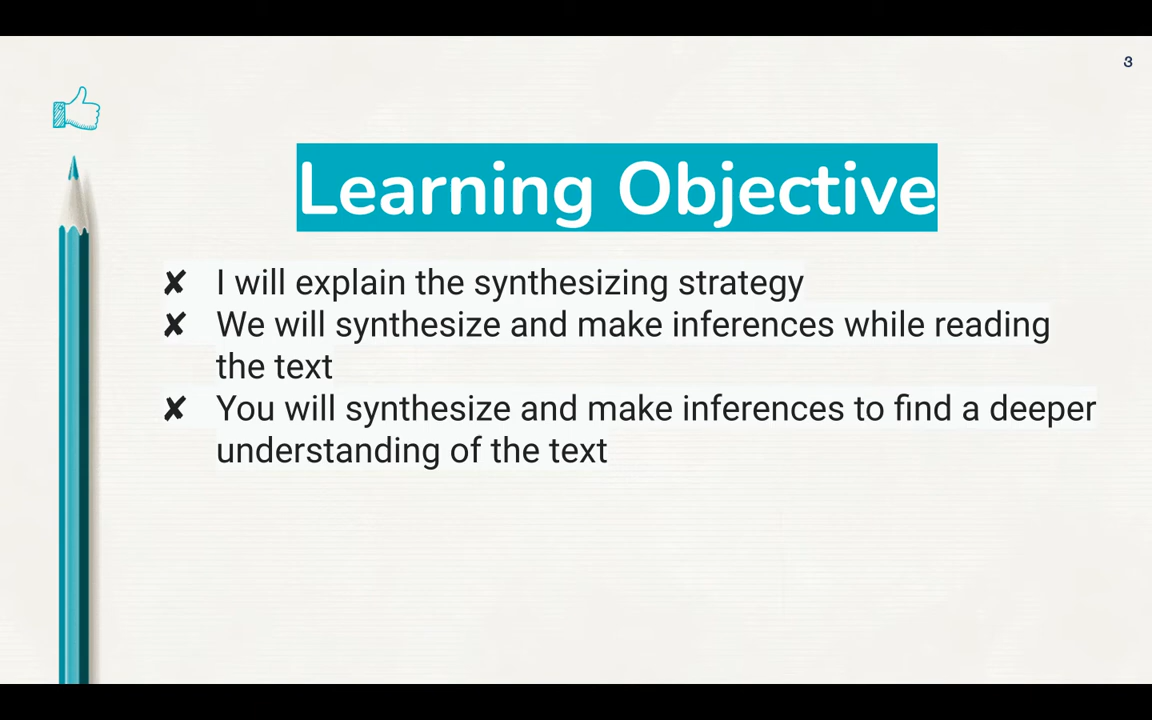 3
Learning Objective
✘ I will explain the synthesizing strategy
✘ We will synthesize and make inferences while reading
the text
✘ You will synthesize and make inferences to find a deeper
understanding of the text